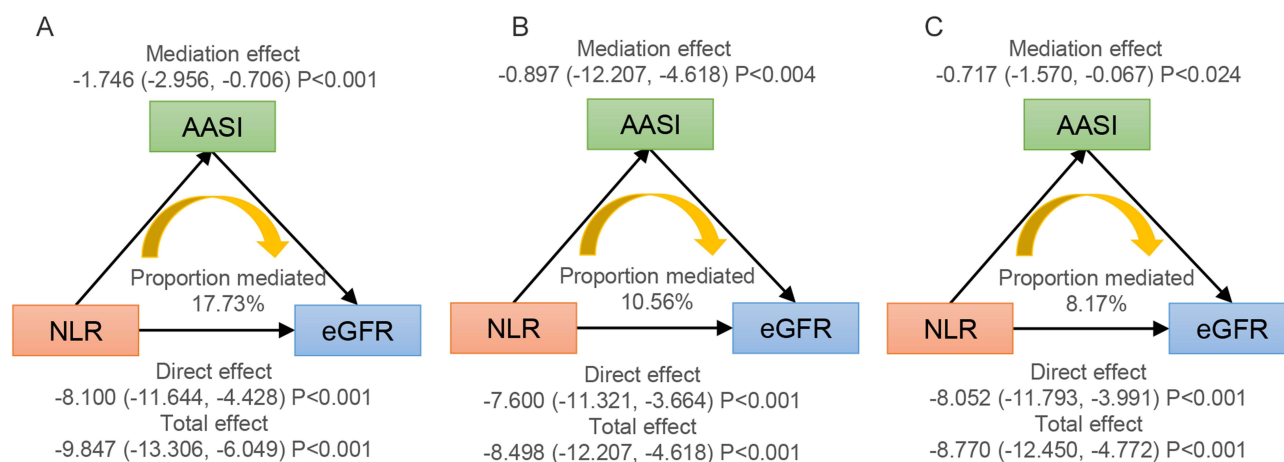 A
Mediation effect
-1.746 (-2.956, -0.706) P<0.001
AASI
Proportion mediated
17.73%
NLR
eGFR
Direct effect
-8.100 (-11.644, -4.428) P<0.001
Total effect
-9.847 (-13.306, -6.049) P<0.001
B
Mediation effect
-0.897 (-12.207, -4.618) P<0.004
AASI
Proportion mediated
10.56%
NLR
eGFR
Direct effect
-7.600 (-11.321, -3.664) P<0.001
Total effect
-8.498 (-12.207, -4.618) P<0.001
C
Mediation effect
-0.717 (-1.570, -0.067) P<0.024
AASI
Proportion mediated
8.17%
NLR
eGFR
Direct effect
-8.052 (-11.793, -3.991) P<0.001
Total effect
-8.770 (-12.450, -4.772) P<0.001